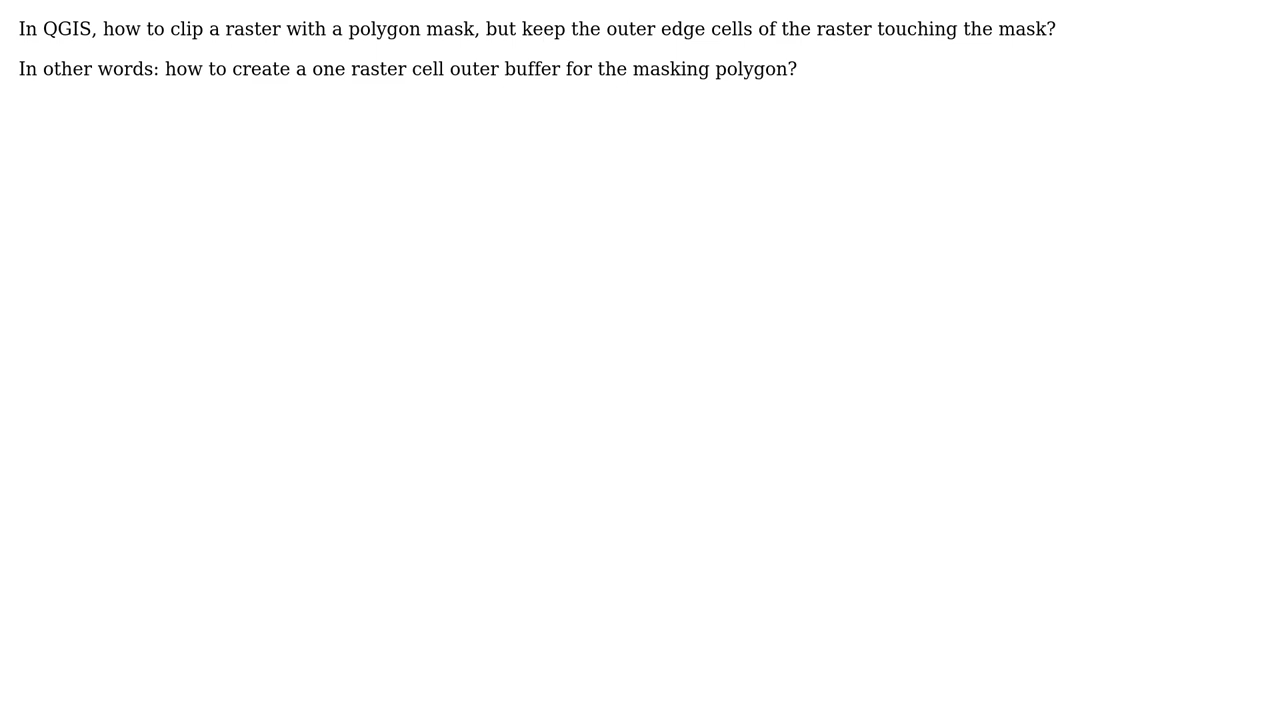 In QGIS, how to clip a raster with a polygon mask, but keep the outer edge cells of the raster touching the mask?
In other words: how to create a one raster cell outer buffer for the masking polygon?